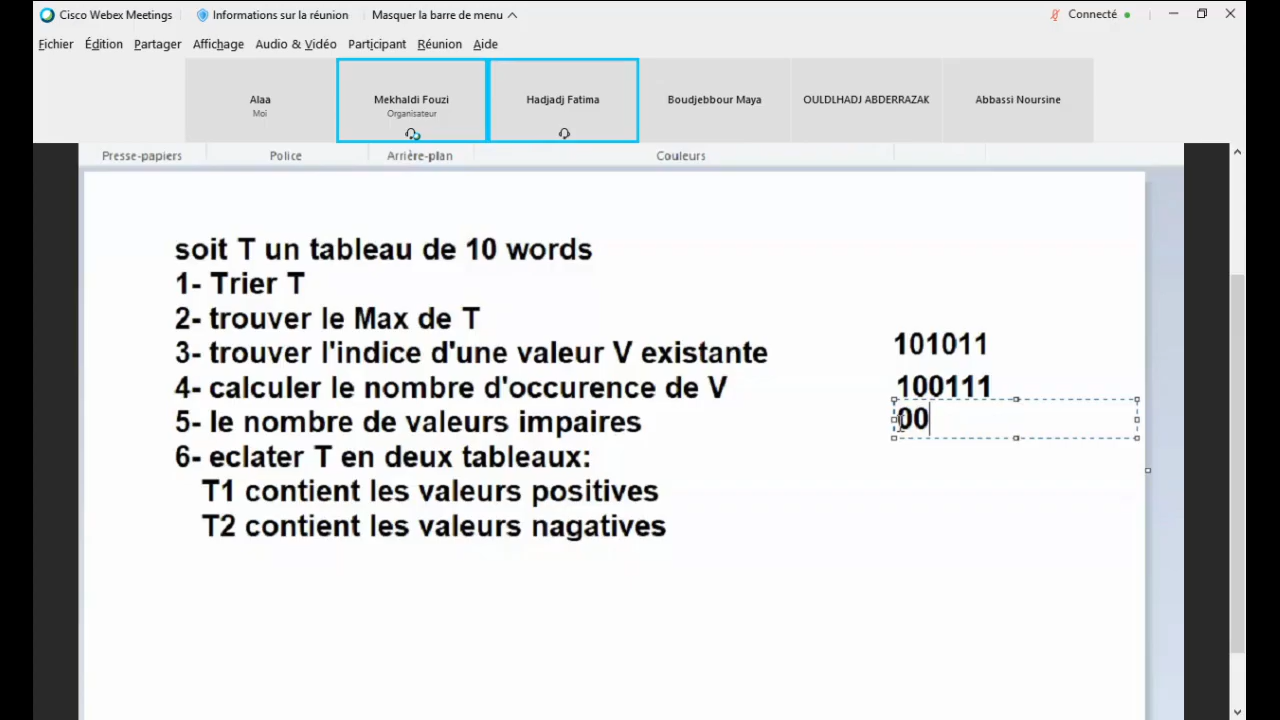 Cisco Webex Meetings
Informations sur la réunion
Masquer la barre de menu
Connecté
Fichier Édition Partager Affichage Audio & Vidéo Participant Réunion Aide
Alaa
Moi
Mekhaldi Fouzi
Organisateur
Hadjadj Fatima
Boudjebbour Maya
OULDLHADJ ABDERRAZAK
Abbassi Noursine
Presse-papiers Police Arrière-plan Couleurs
soit T un tableau de 10 words
1- Trier T
2- trouver le Max de T
3- trouver l'indice d'une valeur V existante
4- calculer le nombre d'occurence de V
5- le nombre de valeurs impaires
6- eclater T en deux tableaux:
T1 contient les valeurs positives
T2 contient les valeurs nagatives
101011
100111
00